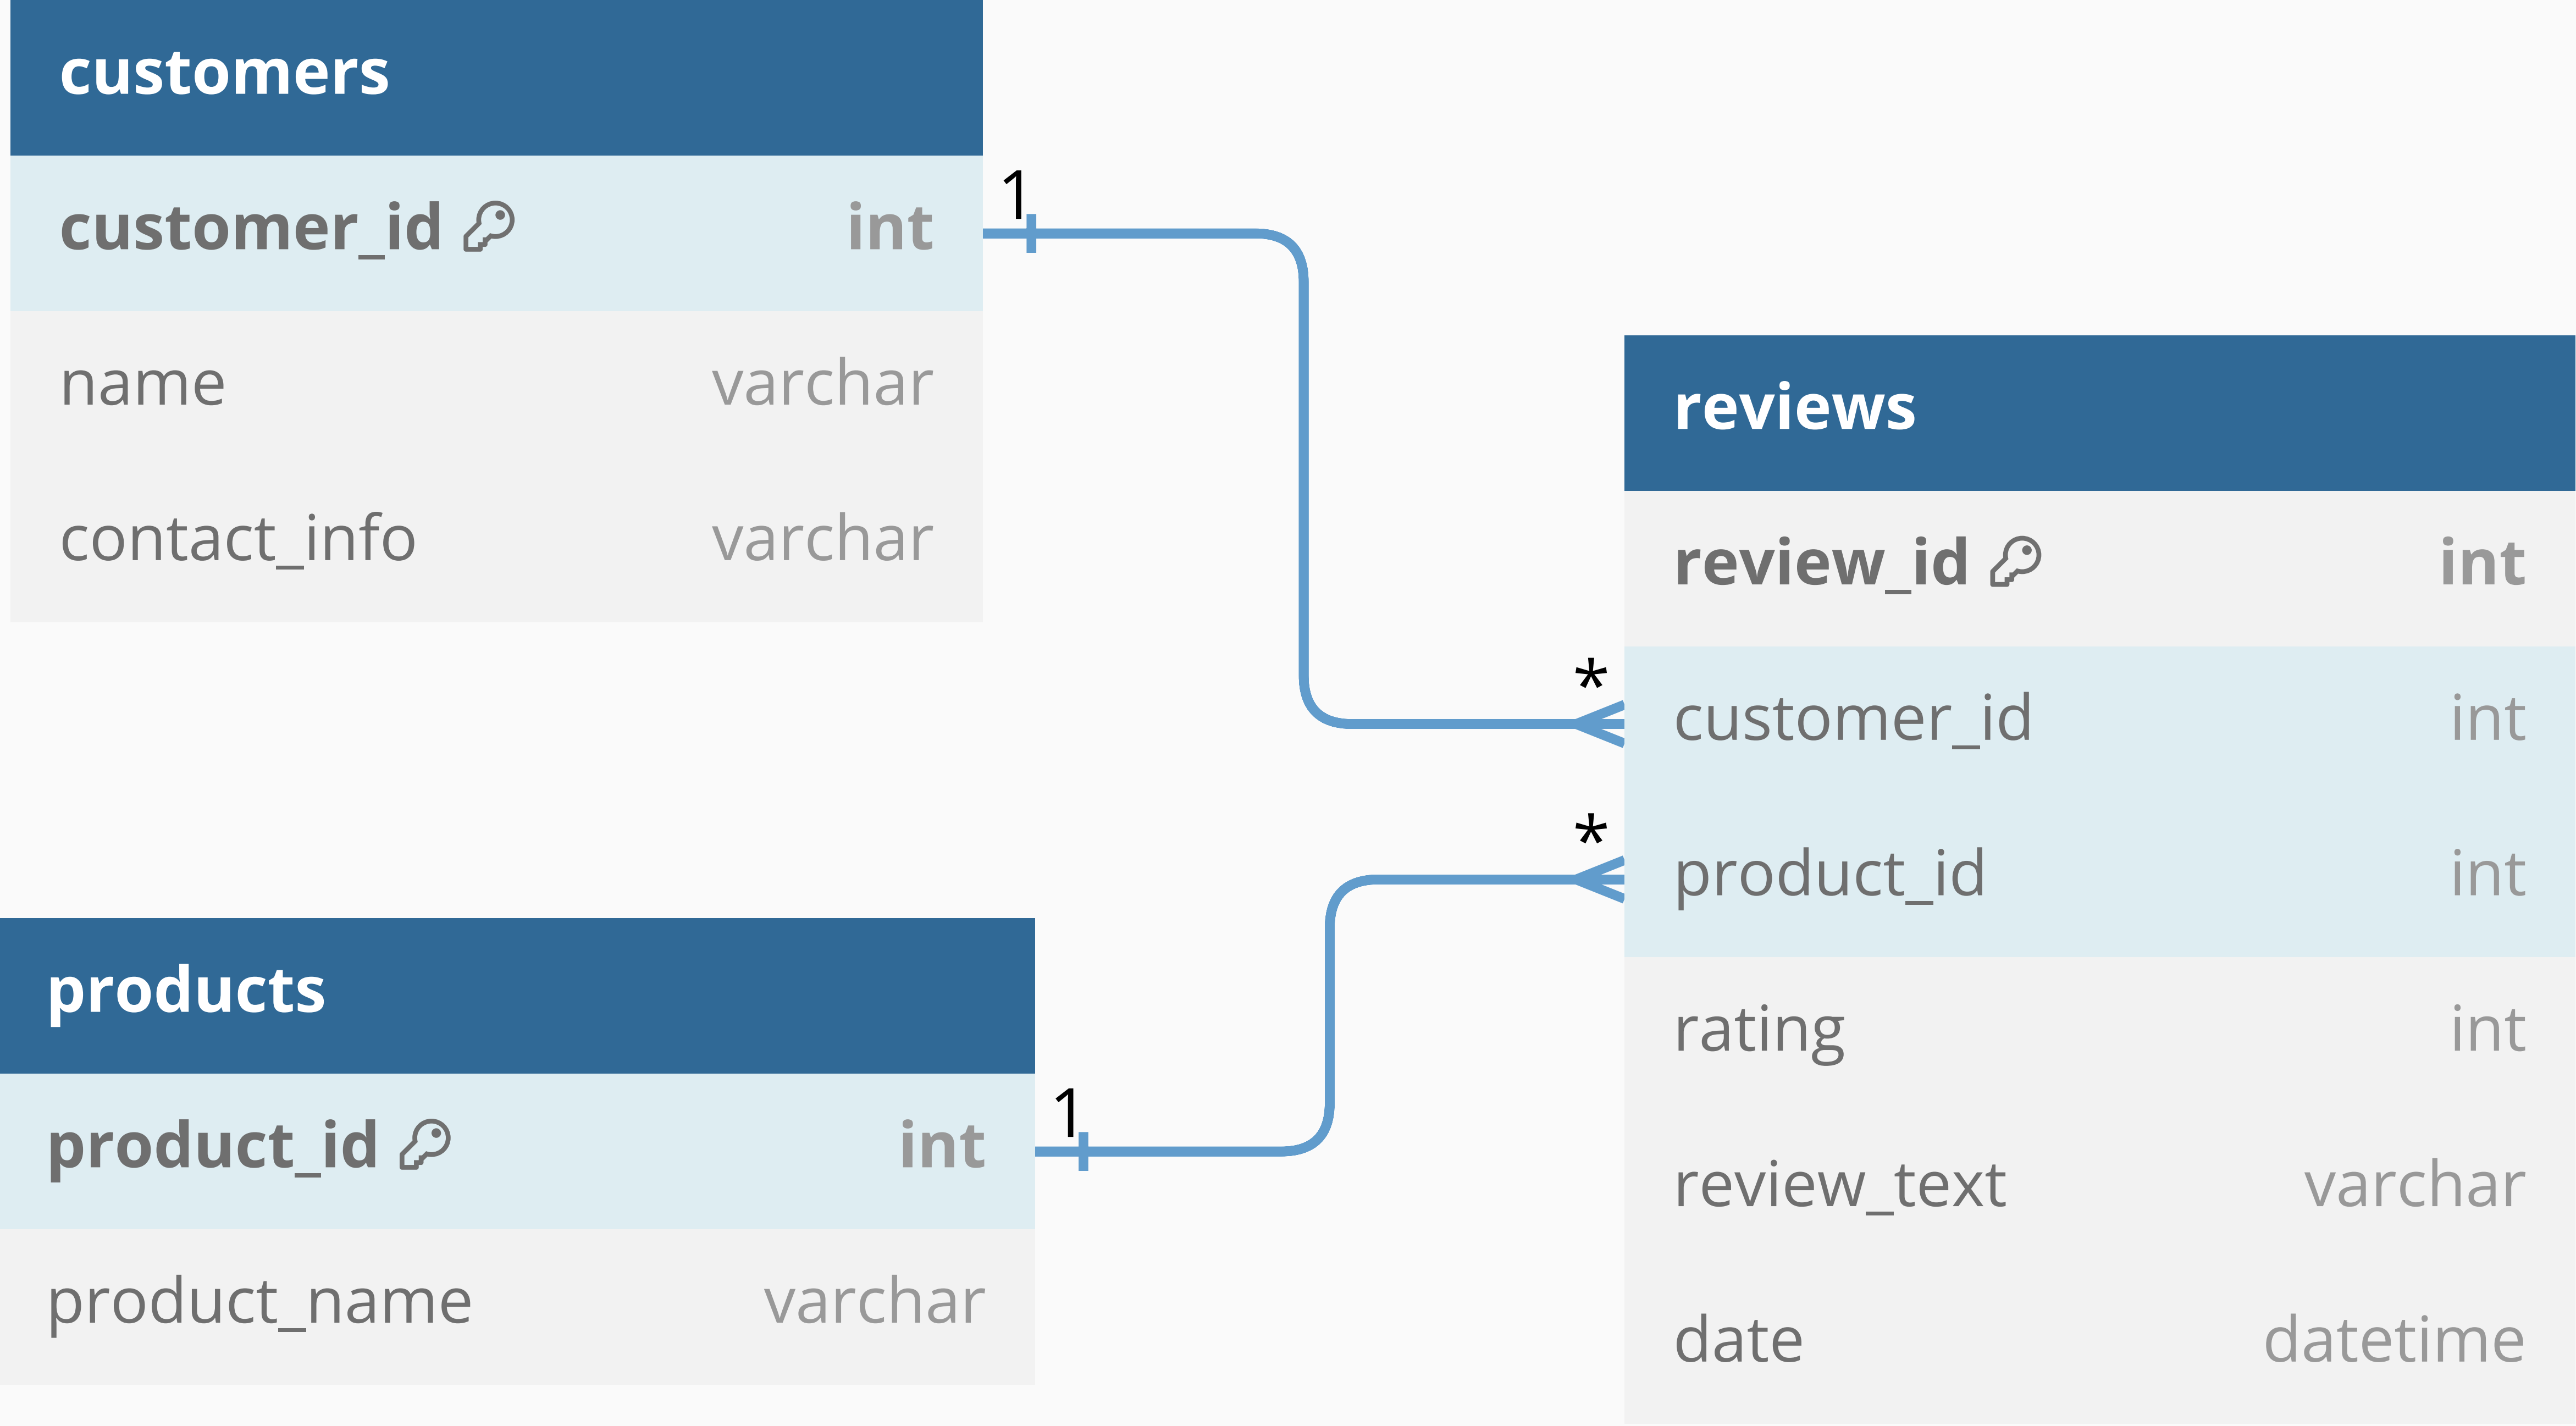 customers
customer_id int
name varchar
contact_info varchar
1
reviews
review_id int
* customer_id int
* product_id int
rating int
review_text varchar
date datetime
products
product_id int
1
product_name varchar